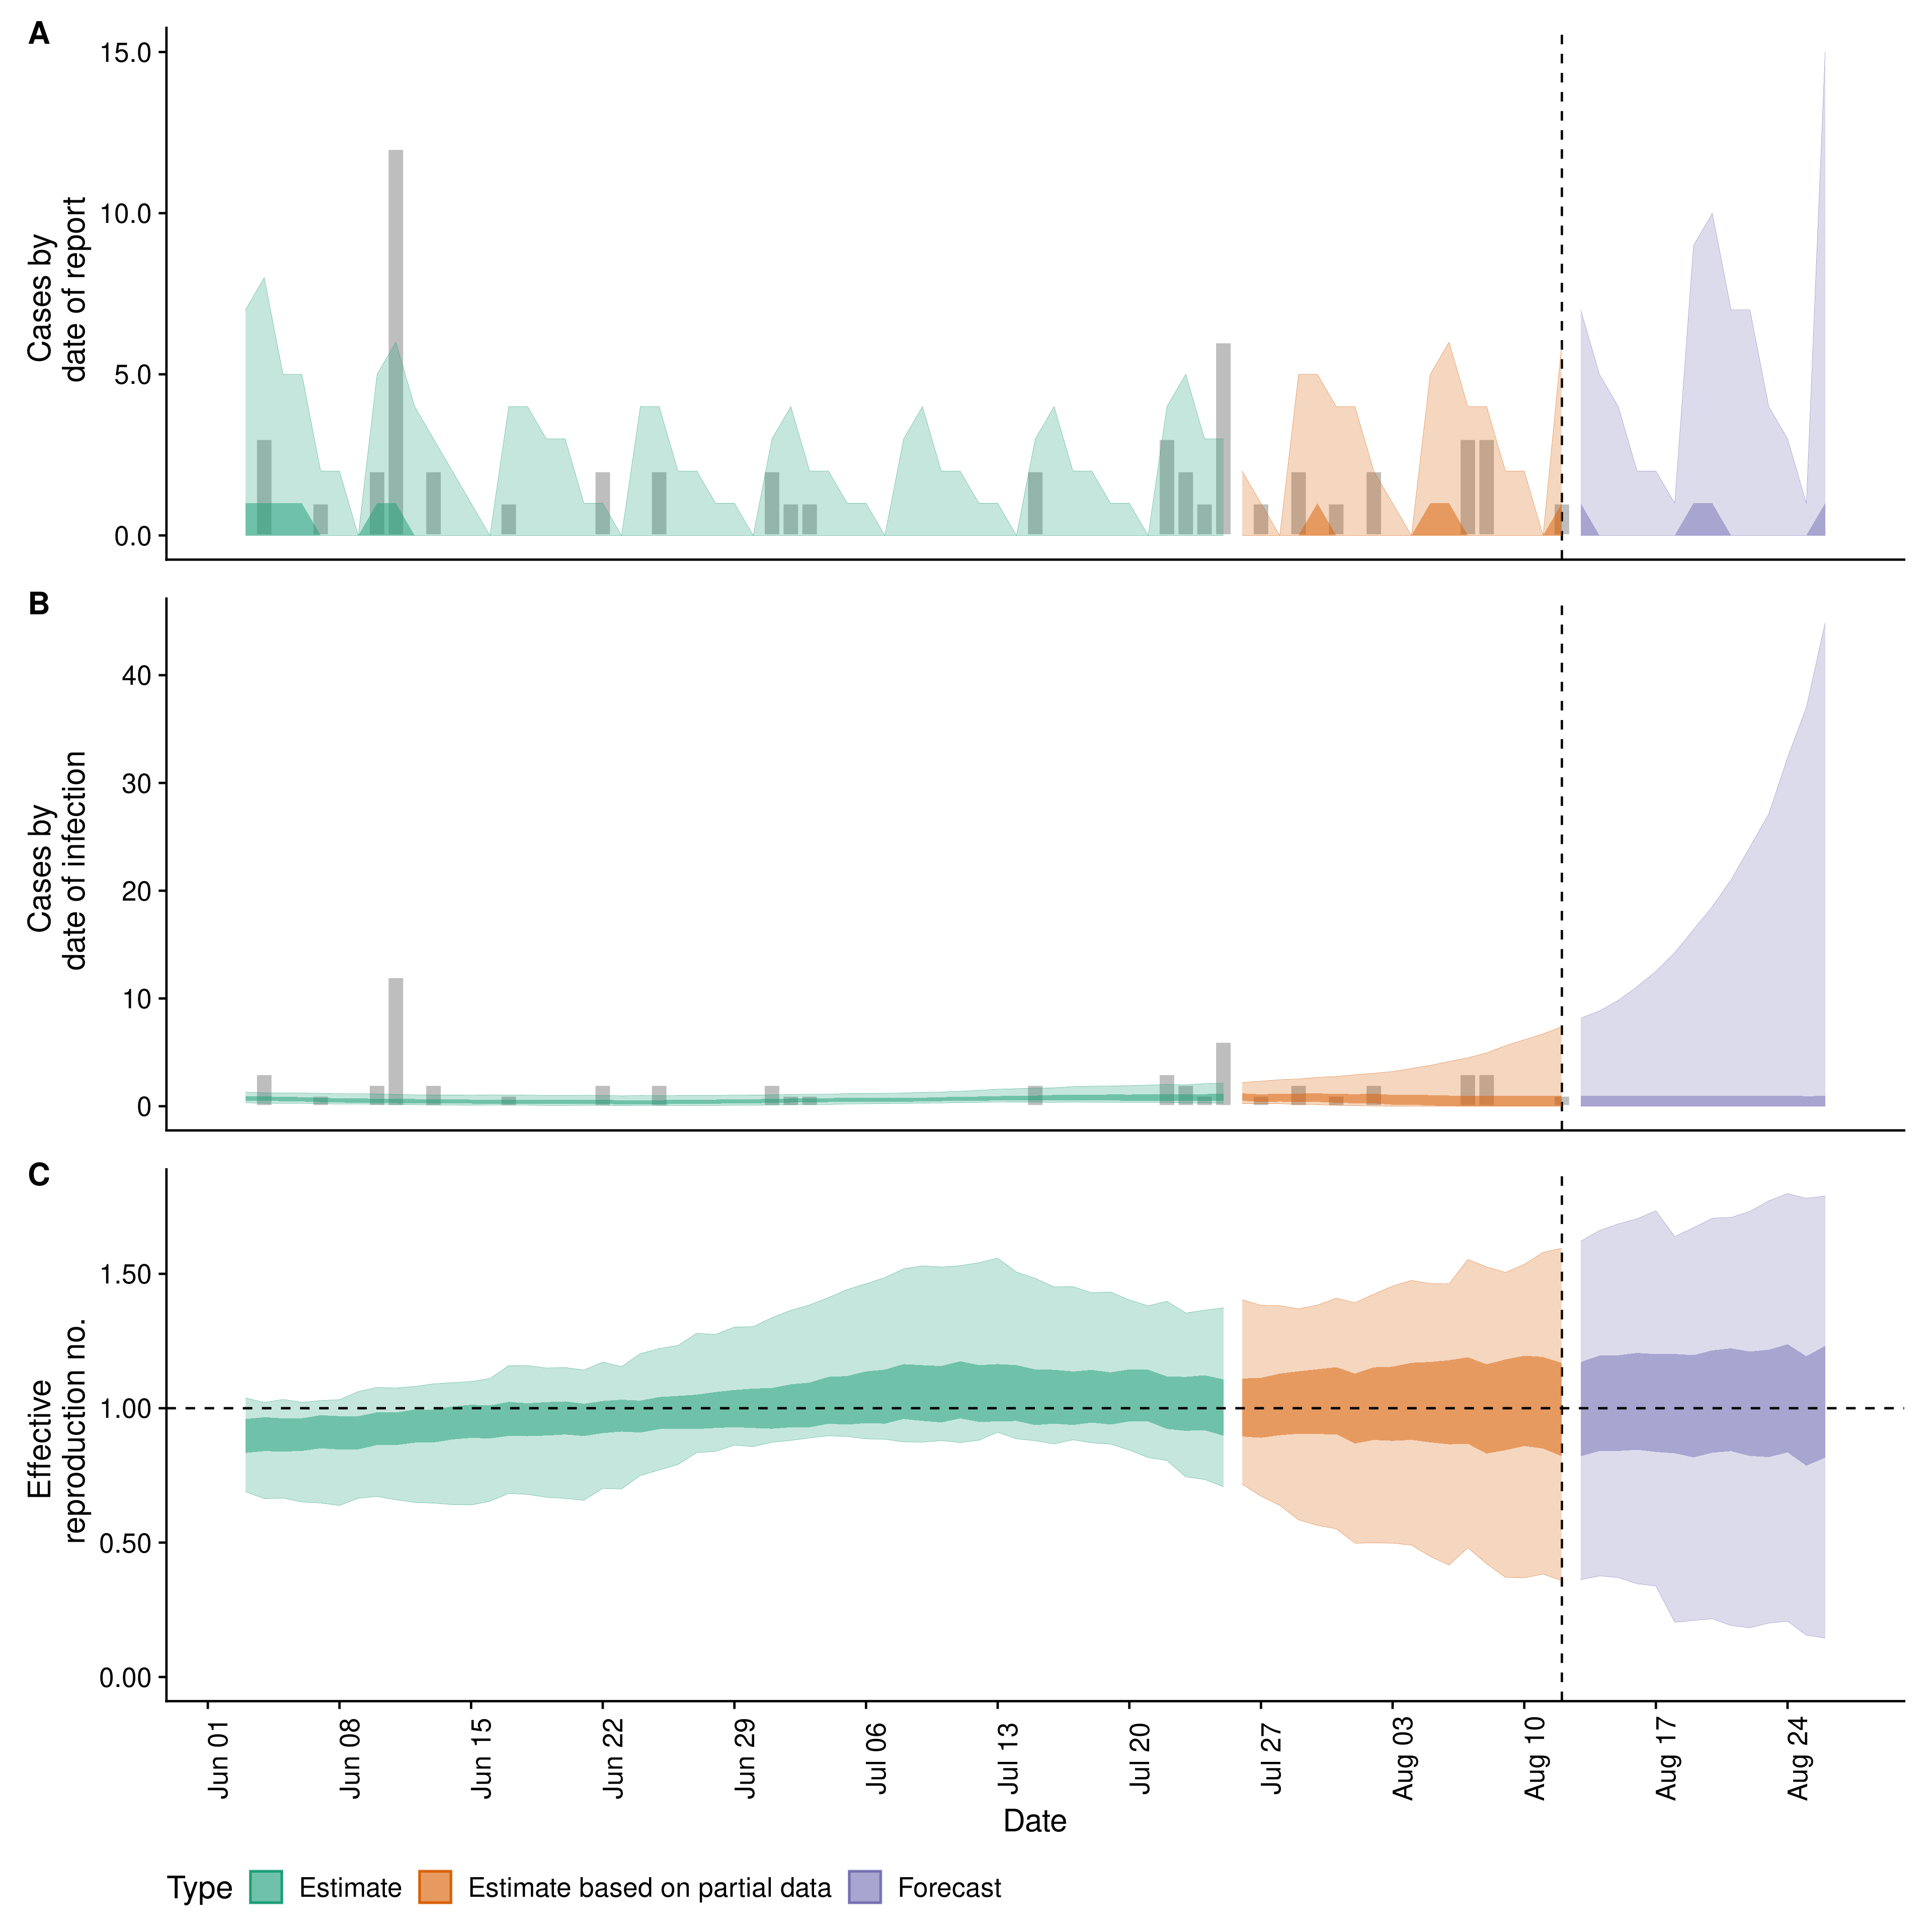 A
Cases by
date of report
15.0
10.0
5.0
0.0
B
Cases by
date of infection
40
30
20
10
0
C
Effective
reproduction no.
1.50
1.00
0.50
0.00
Jun 01
Jun 08
Jun 15
Jun 22
Jun 29
Jul 06
Jul 13
Jul 20
Jul 27
Aug 03
Aug 10
Aug 17
Aug 24
Date
Type Estimate Estimate based on partial data Forecast